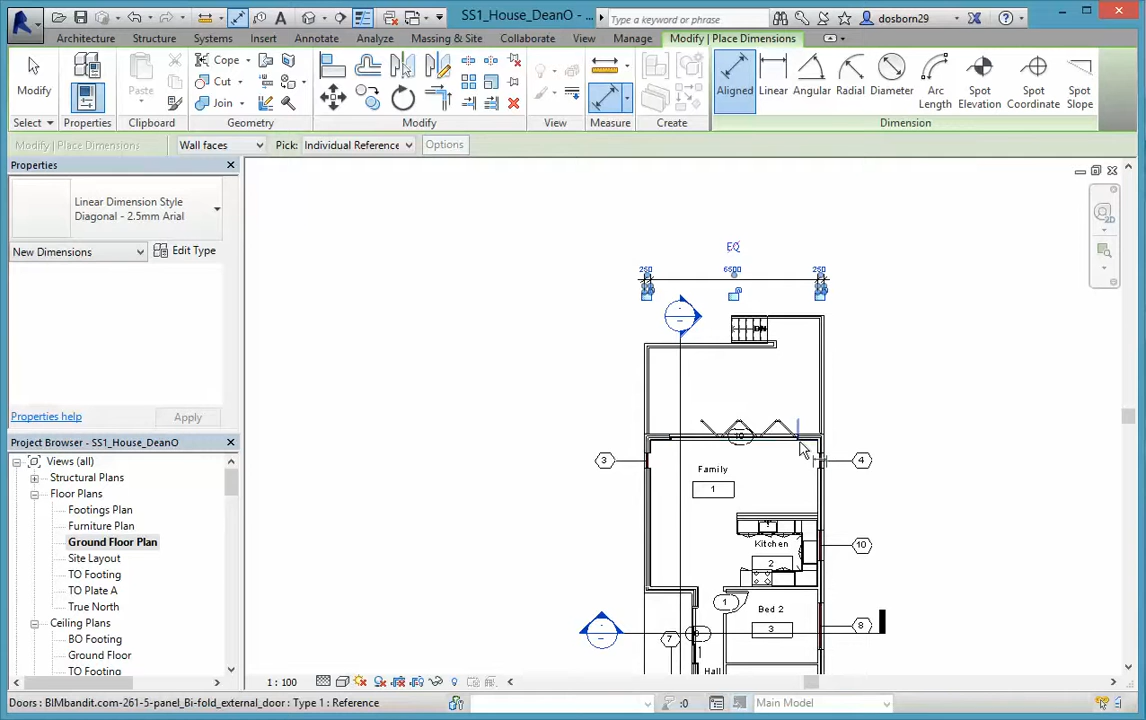 SS1_House_DeanO - ...
Type a keyword or phrase
dosborn29
Architecture Structure Systems Insert Annotate Analyze Massing & Site Collaborate View Manage Modify | Place Dimensions
Modify Paste Cope Cut Join Aligned Linear Angular Radial Diameter Arc Length Spot Elevation Spot Coordinate Spot Slope
Select Properties Clipboard Geometry Modify View Measure Create Dimension
Modify | Place Dimensions Wall faces Pick: Individual Reference Options
Properties
Linear Dimension Style
Diagonal - 2.5mm Arial
New Dimensions Edit Type
Properties help Apply
Project Browser - SS1_House_DeanO
Views (all)
Structural Plans
Floor Plans
Footings Plan
Furniture Plan
Ground Floor Plan
Site Layout
TO Footing
TO Plate A
True North
Ceiling Plans
BO Footing
Ground Floor
TO Footing
EQ
250 6500 250
DN
10
3 Family 4
1
Kitchen 10
2
1 Bed 2
3 8
7
Hall
1
2D
1 : 100
:0 Main Model
Doors : BIMbandit.com-261-5-panel_Bi-fold_external_door : Type 1 : Reference